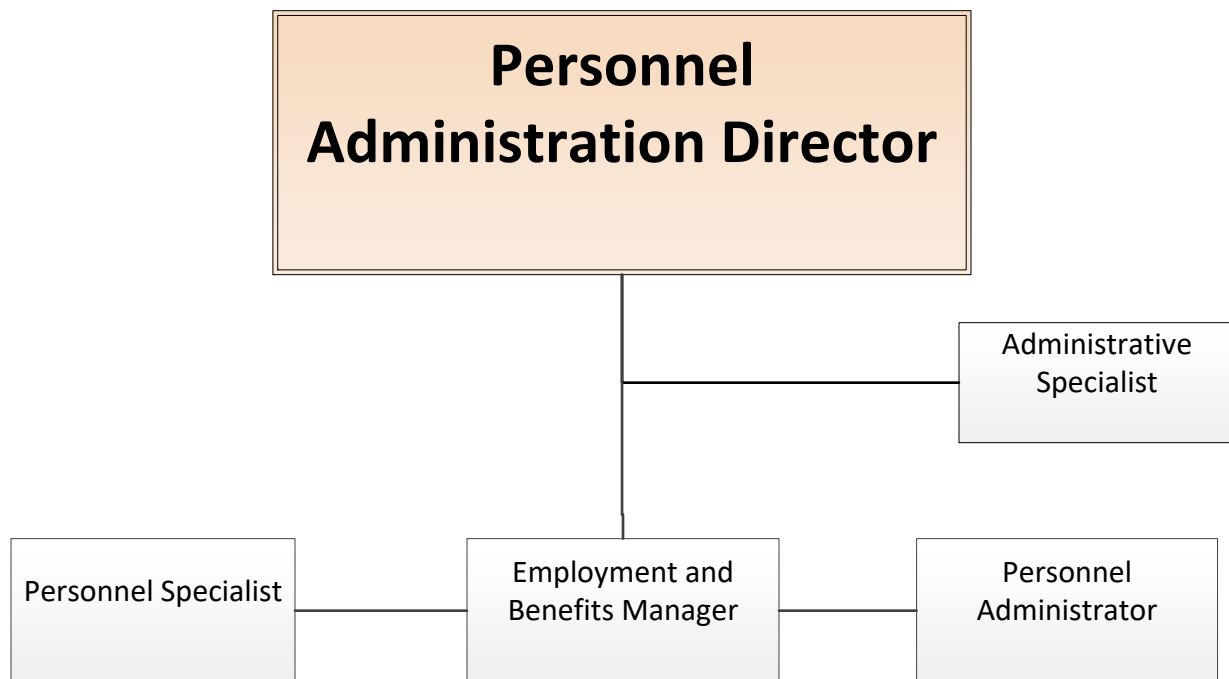 Personnel
Administration Director
Administrative
Specialist
Personnel Specialist
Employment and
Benefits Manager
Personnel
Administrator